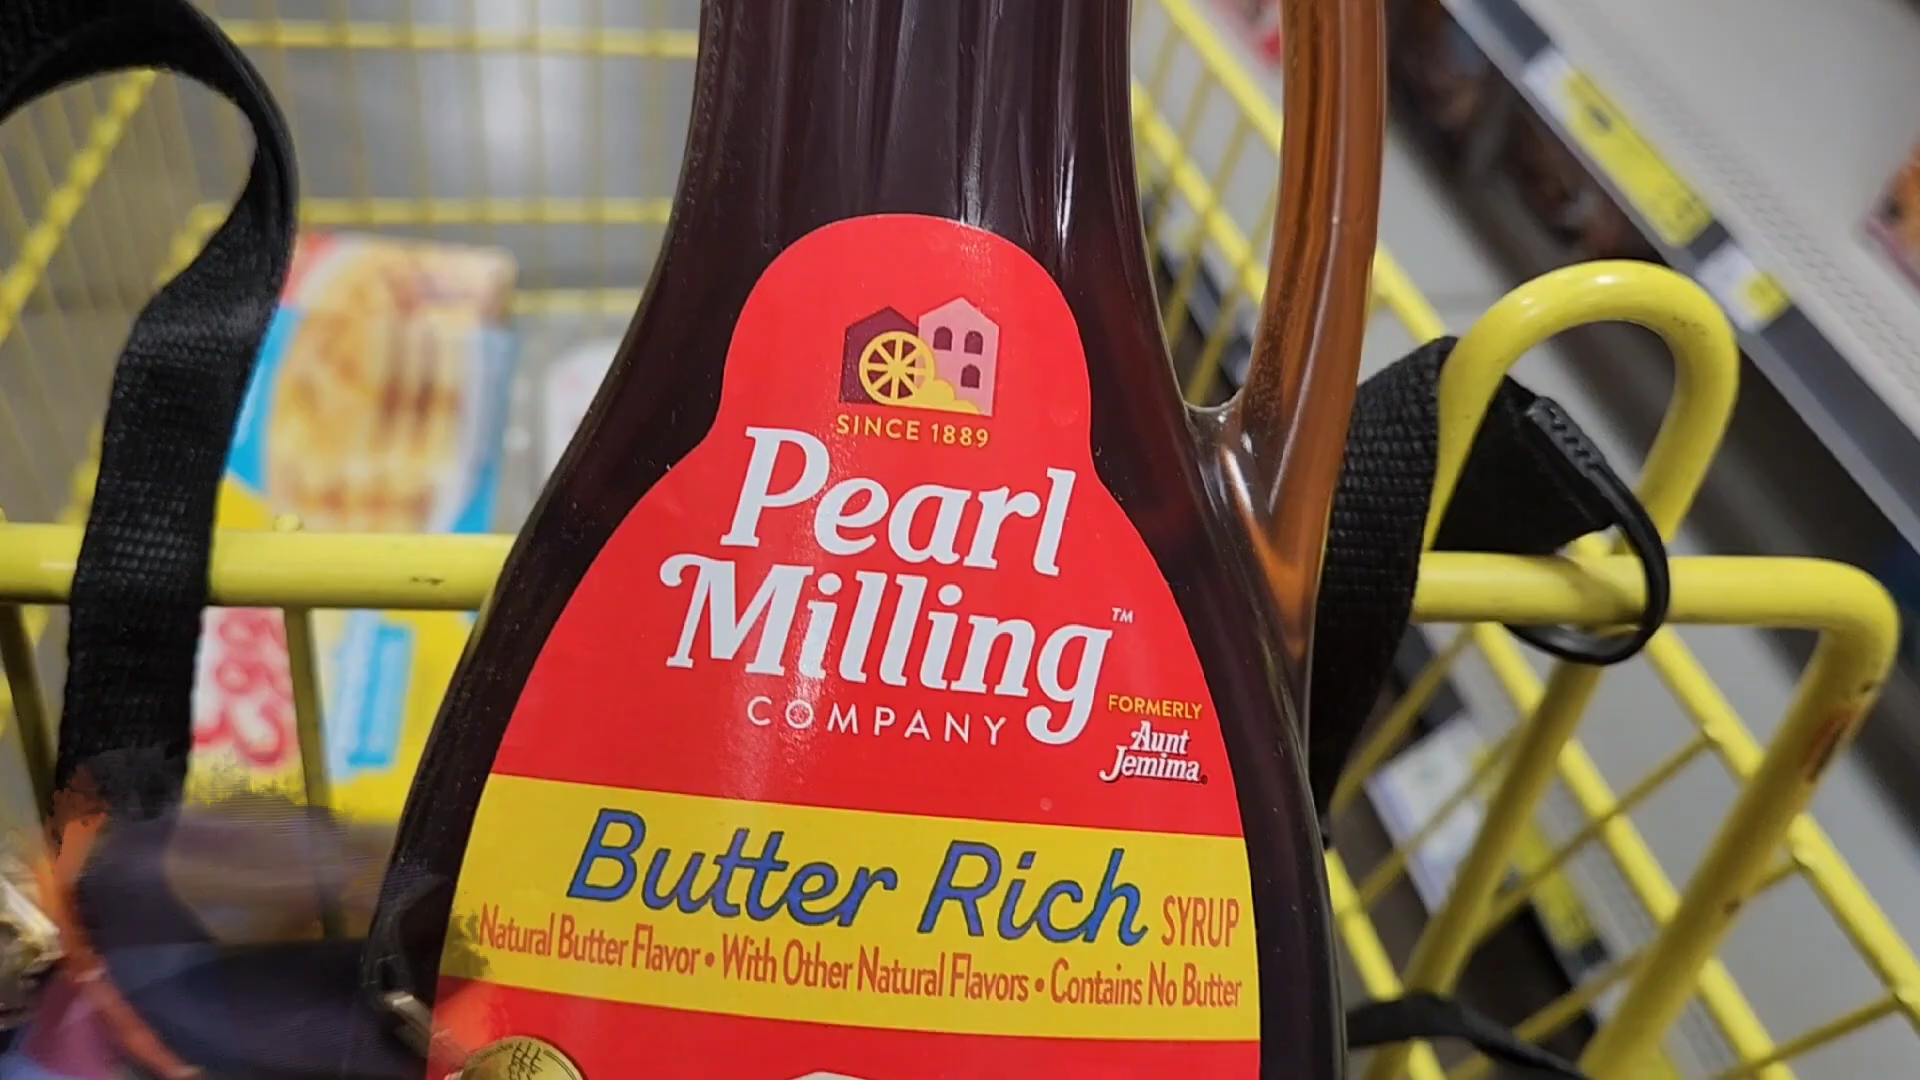 SINCE 1889
Pearl
Milling™
COMPANY
FORMERLY
Aunt
Jemima
Butter Rich SYRUP
Natural Butter Flavor • With Other Natural Flavors • Contains No Butter